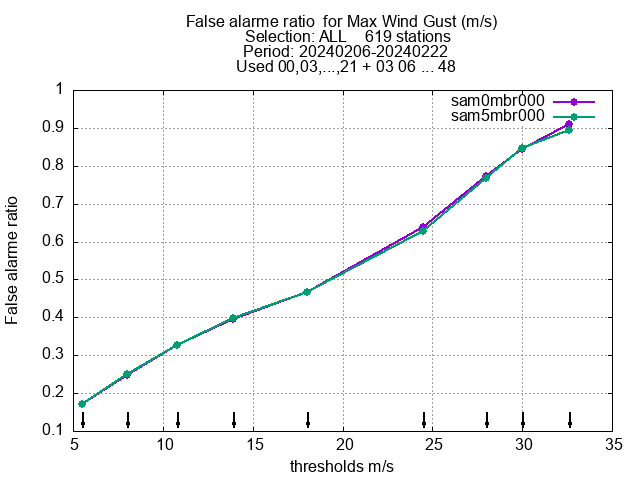 False alarme ratio  for Max Wind Gust (m/s)
Selection: ALL    619 stations
Period: 20240206-20240222
Used 00,03,...,21 + 03 06 ... 48
sam0mbr000
sam5mbr000
1
0.9
0.8
0.7
0.6
0.5
0.4
0.3
0.2
0.1
False alarme ratio
5 10 15 20 25 30 35
thresholds m/s